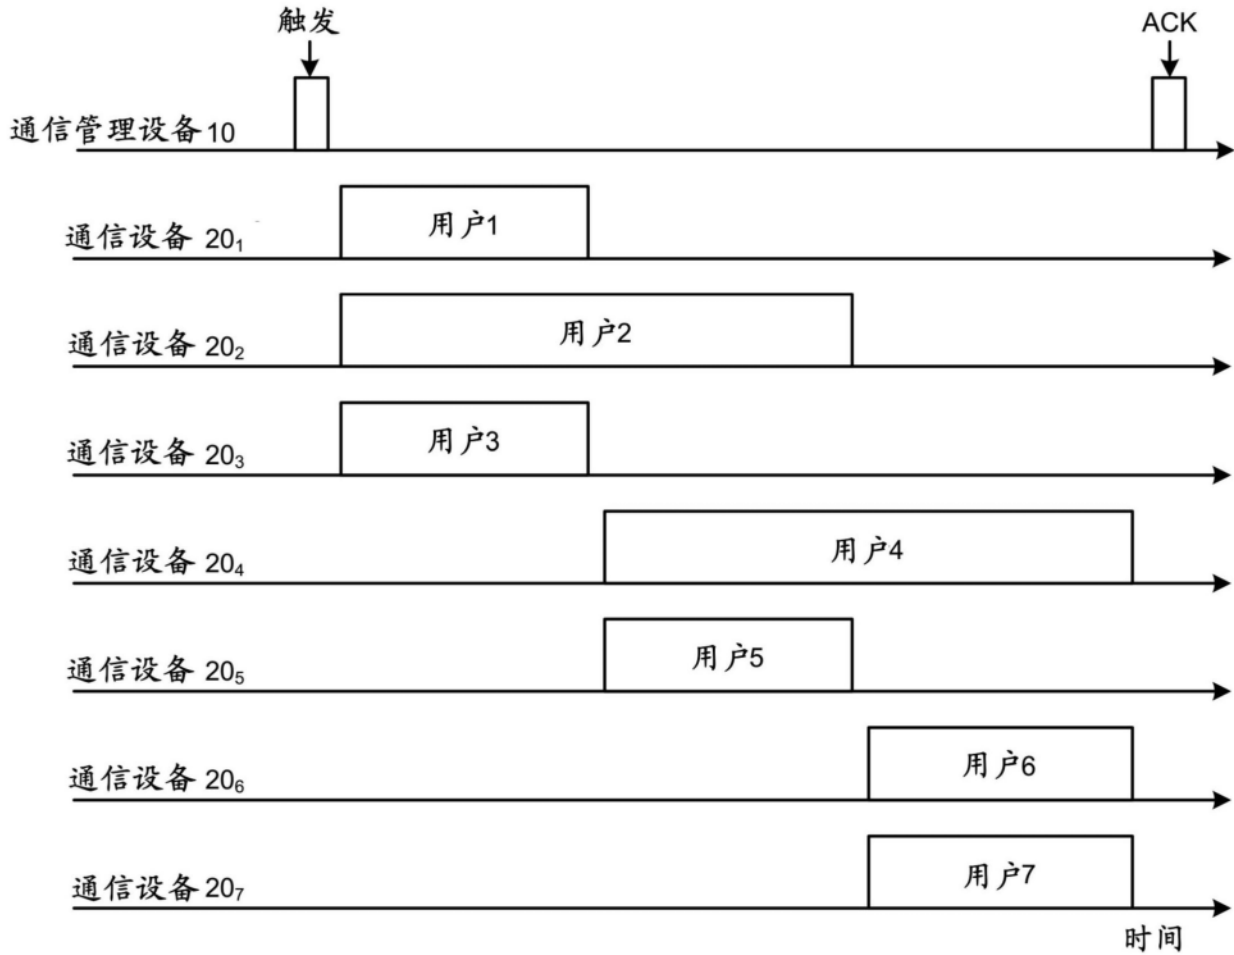 触发
ACK
通信管理设备10
通信设备 20₁
用户1
通信设备 20₂
用户2
通信设备 20₃
用户3
通信设备 20₄
用户4
通信设备 20₅
用户5
通信设备 20₆
用户6
通信设备20₇
用户7
时间